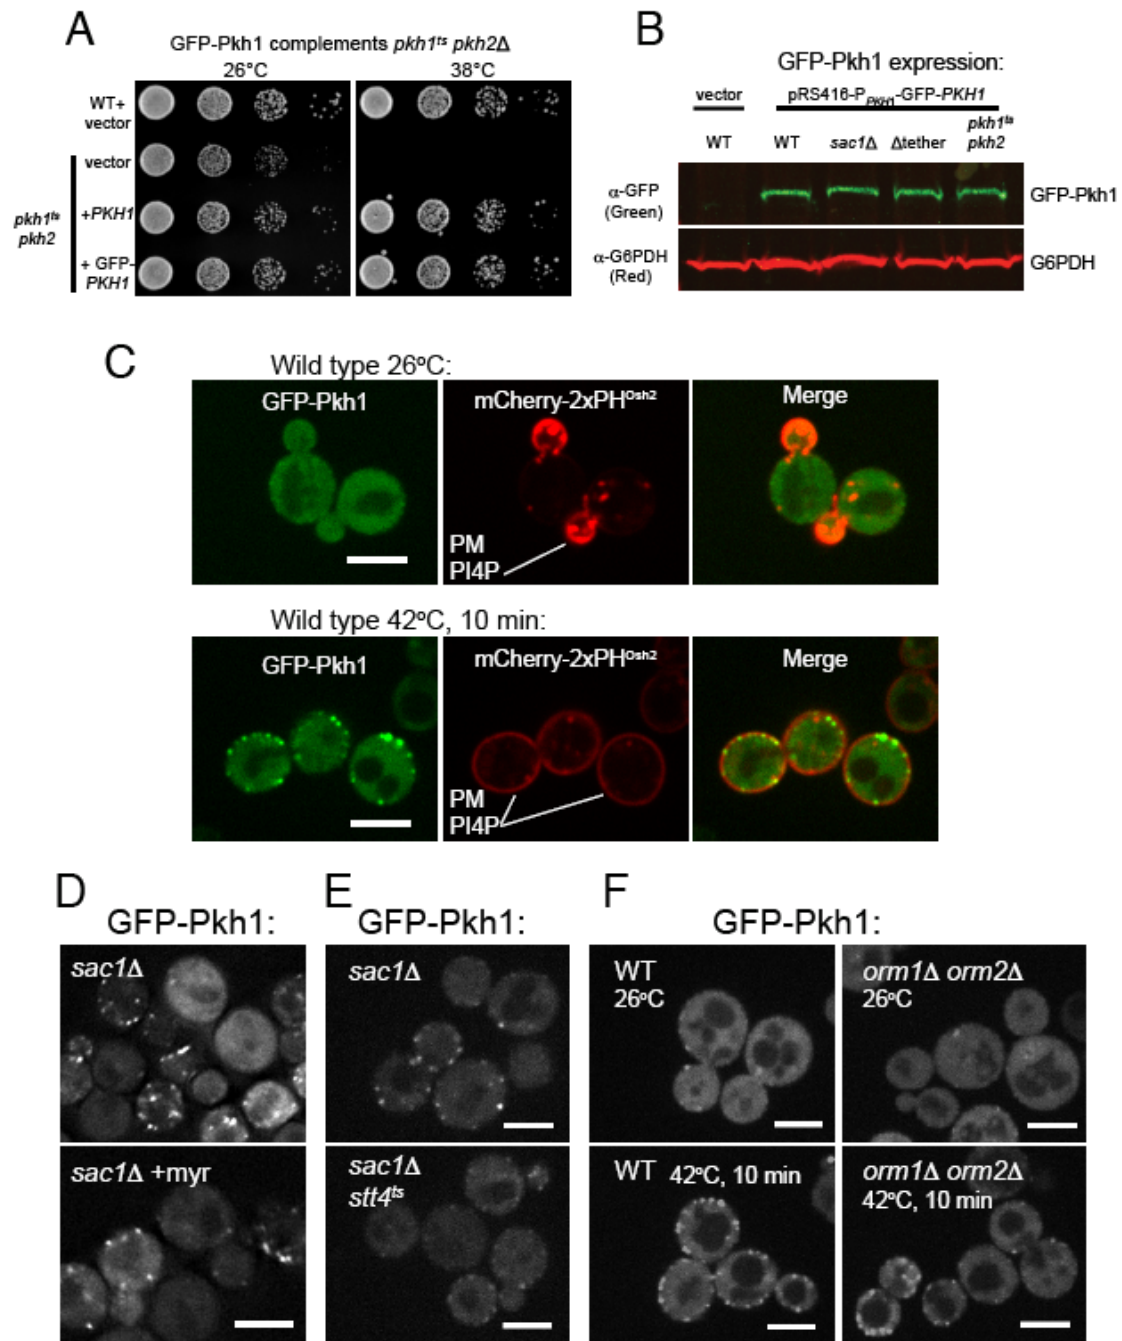 A
GFP-Pkh1 complements pkh1ts pkh2Δ
26°C 38°C
WT+
vector
vector
+PKH1
+ GFP-
PKH1
pkh1ts
pkh2
B
GFP-Pkh1 expression:
vector pRS416-PPKH1-GFP-PKH1
WT WT sac1Δ Δtether pkh1ts
pkh2
α-GFP
(Green)
GFP-Pkh1
α-G6PDH
(Red)
G6PDH
C
Wild type 26°C:
GFP-Pkh1 mCherry-2xPHOsh2 Merge
PM
PI4P
Wild type 42°C, 10 min:
GFP-Pkh1 mCherry-2xPHOsh2 Merge
PM
PI4P
D
GFP-Pkh1:
sac1Δ
sac1Δ +myr
E
GFP-Pkh1:
sac1Δ
sac1Δ
stt4ts
F
GFP-Pkh1:
WT
26°C
orm1Δ orm2Δ
26°C
WT 42°C, 10 min
orm1Δ orm2Δ
42°C, 10 min